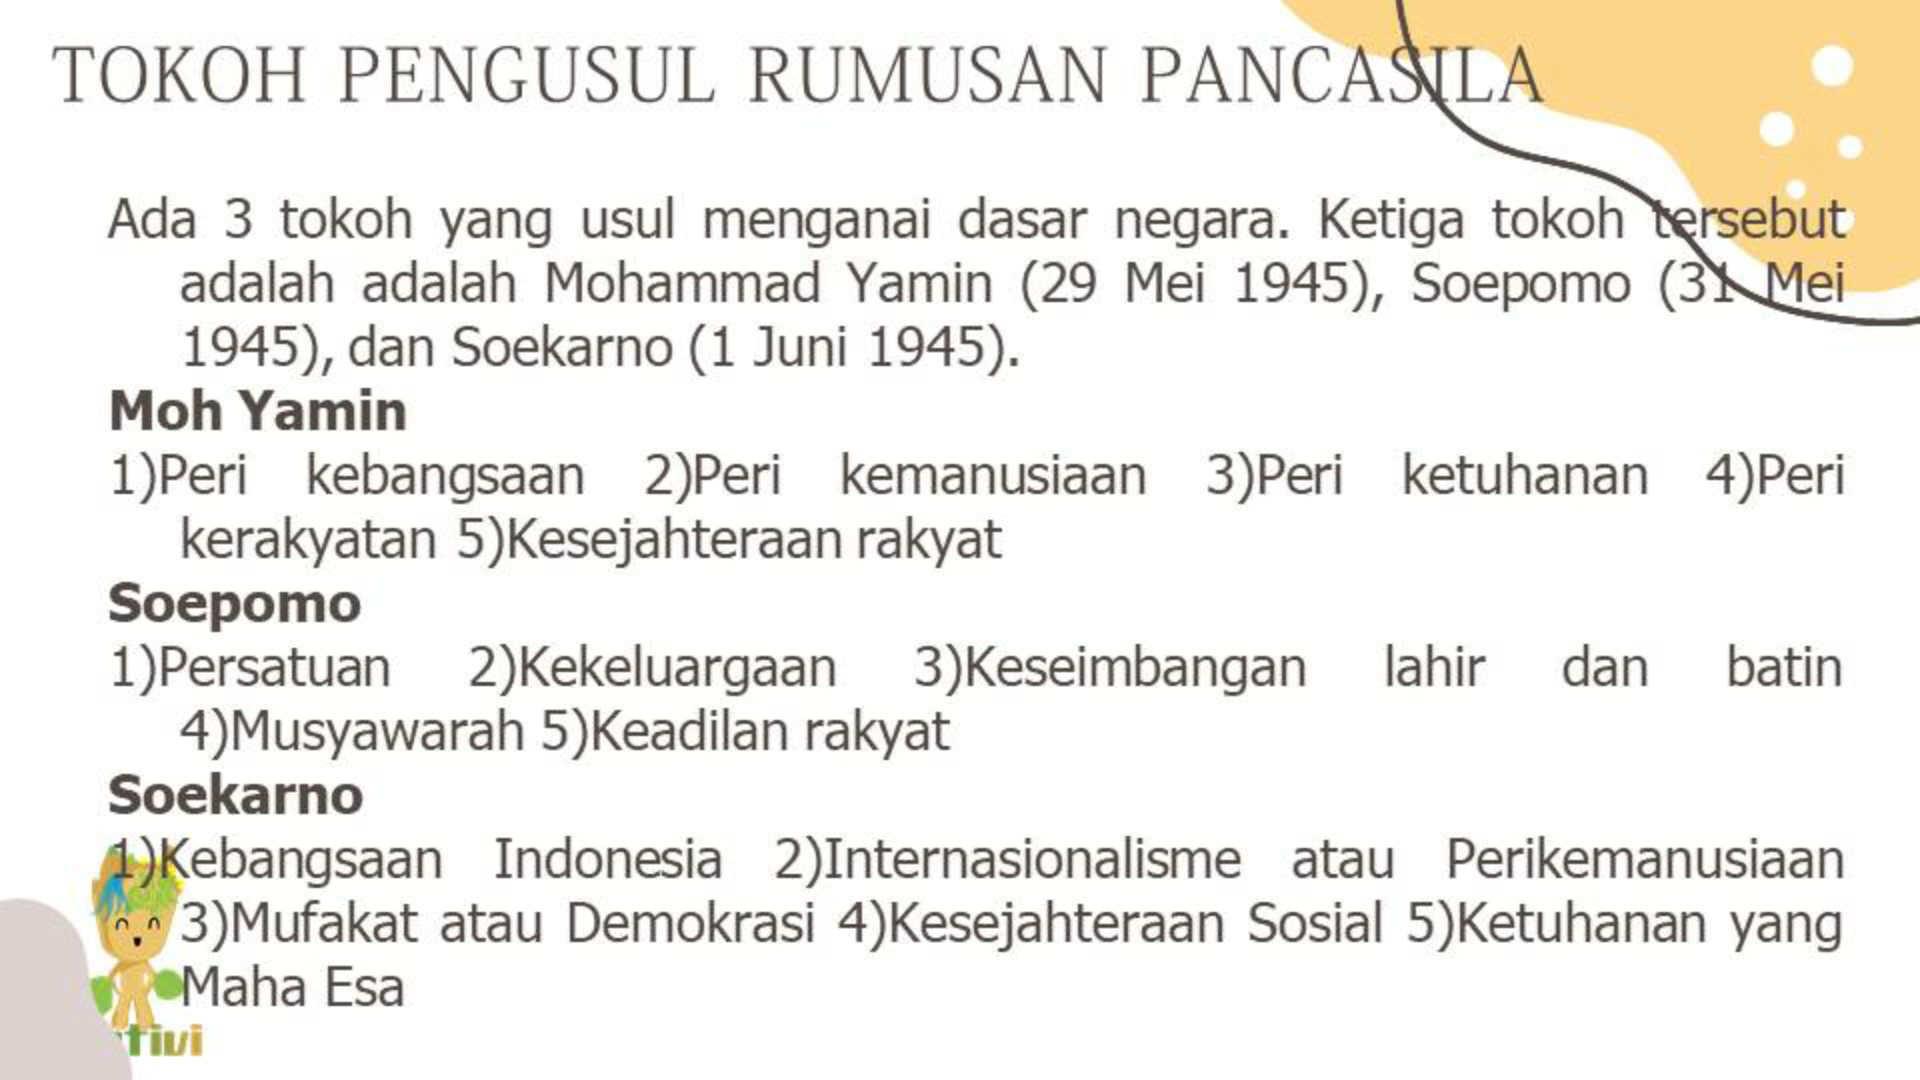 TOKOH PENGUSUL RUMUSAN PANCASILA
Ada 3 tokoh yang usul menganai dasar negara. Ketiga tokoh tersebut
adalah adalah Mohammad Yamin (29 Mei 1945), Soepomo (31 Mei
1945), dan Soekarno (1 Juni 1945).
Moh Yamin
1)Peri kebangsaan 2)Peri kemanusiaan 3)Peri ketuhanan 4)Peri
kerakyatan 5)Kesejahteraan rakyat
Soepomo
1)Persatuan 2)Kekeluargaan 3)Keseimbangan lahir dan batin
4)Musyawarah 5)Keadilan rakyat
Soekarno
1)Kebangsaan Indonesia 2)Internasionalisme atau Perikemanusiaan
3)Mufakat atau Demokrasi 4)Kesejahteraan Sosial 5)Ketuhanan yang
Maha Esa